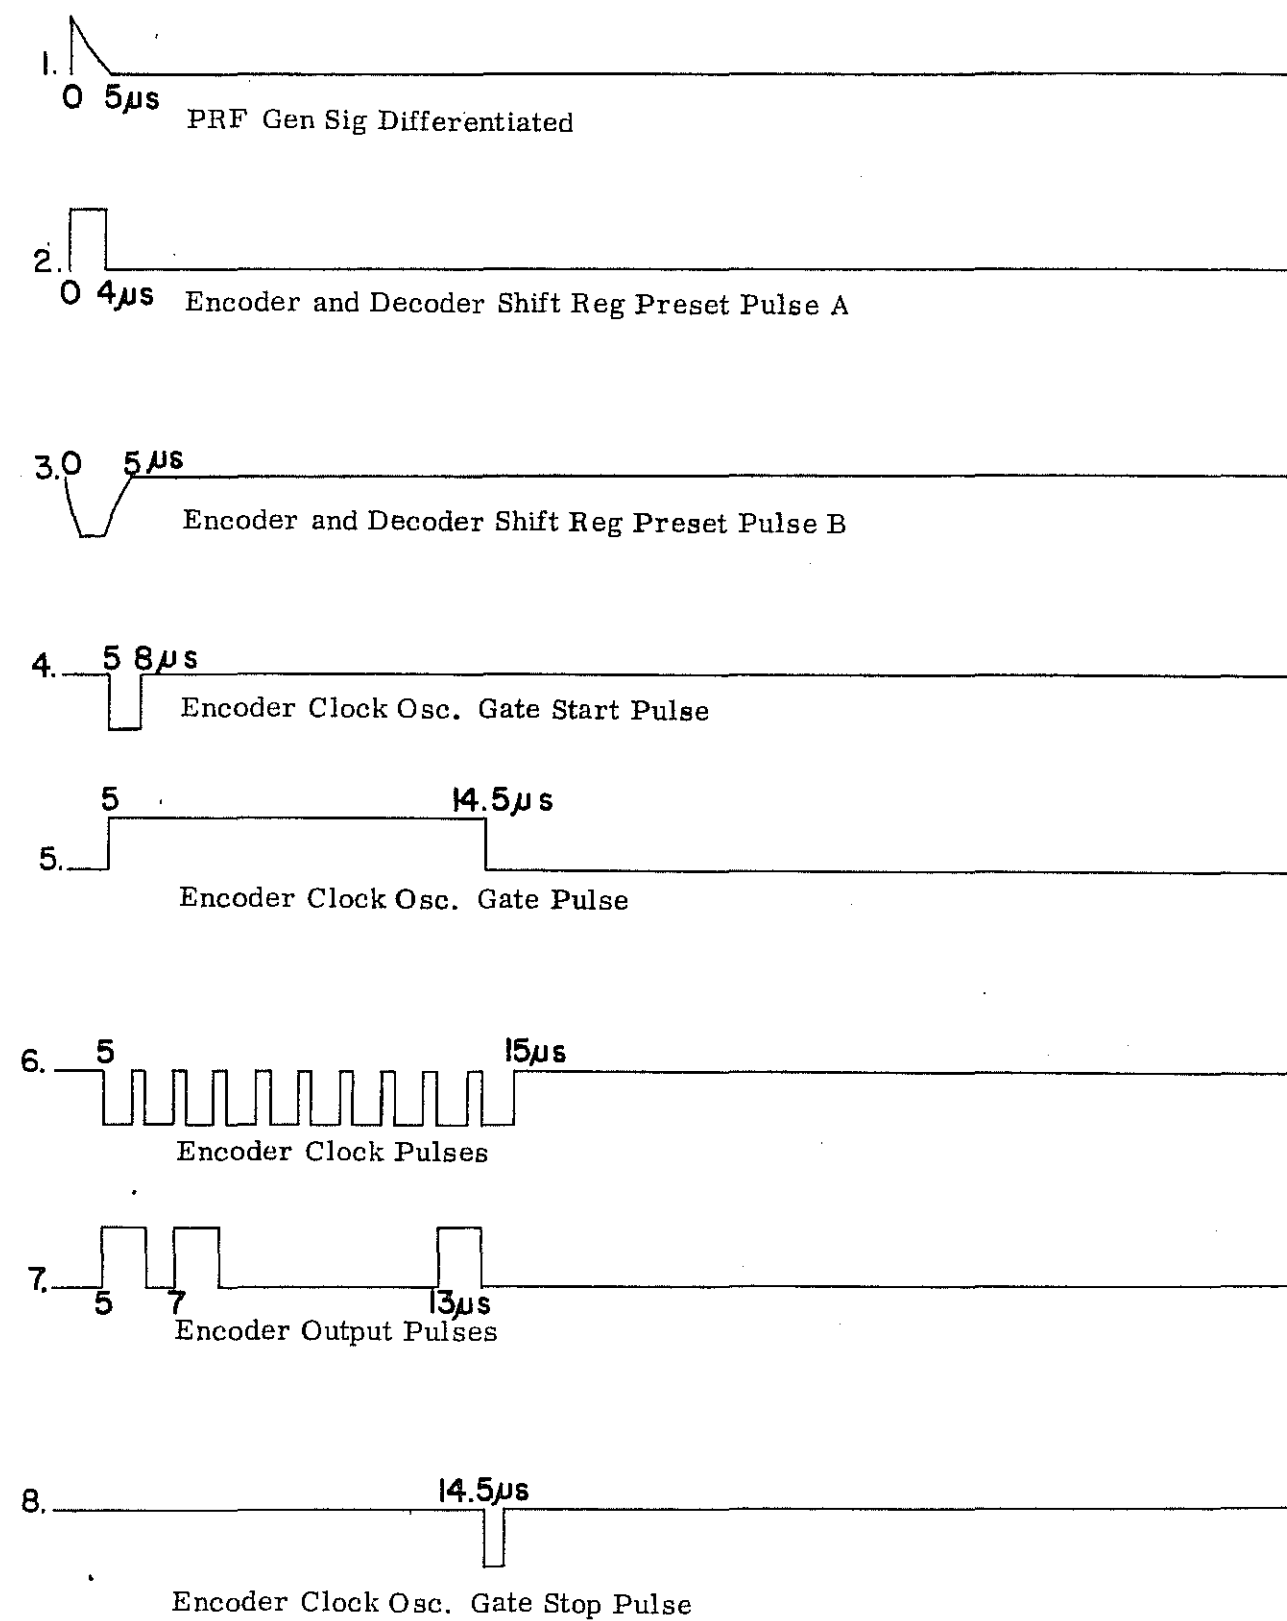 1.
0 5μs
PRF Gen Sig Differentiated
2.
0 4μs
Encoder and Decoder Shift Reg Preset Pulse A
3. 0 5μs
Encoder and Decoder Shift Reg Preset Pulse B
4. 5 8μs
Encoder Clock Osc. Gate Start Pulse
5 14.5μs
5.
Encoder Clock Osc. Gate Pulse
6. 5 15μs
Encoder Clock Pulses
7.
5 7 13μs
Encoder Output Pulses
14.5μs
8.
Encoder Clock Osc. Gate Stop Pulse